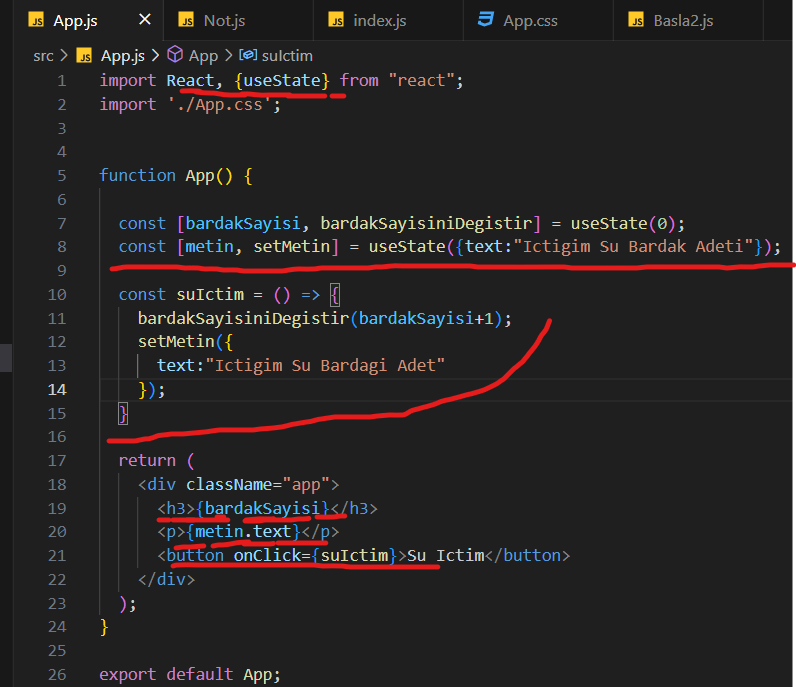 JS App.js × JS Not.js JS index.js App.css JS Basla2.js
src > JS App.js > App > suIctim
1 import React, {useState} from "react";
2 import './App.css';
3
4
5 function App() {
6
7 const [bardakSayisi, bardakSayisiniDegistir] = useState(0);
8 const [metin, setMetin] = useState({text:"Ictigim Su Bardak Adeti"});
9
10 const suIctim = () => {
11 bardakSayisiniDegistir(bardakSayisi+1);
12 setMetin({
13 text:"Ictigim Su Bardagi Adet"
14 });
15 }
16
17 return (
18 <div className="app">
19 <h3>{bardakSayisi}</h3>
20 <p>{metin.text}</p>
21 <button onClick={suIctim}>Su Ictim</button>
22 </div>
23 );
24 }
25
26 export default App;